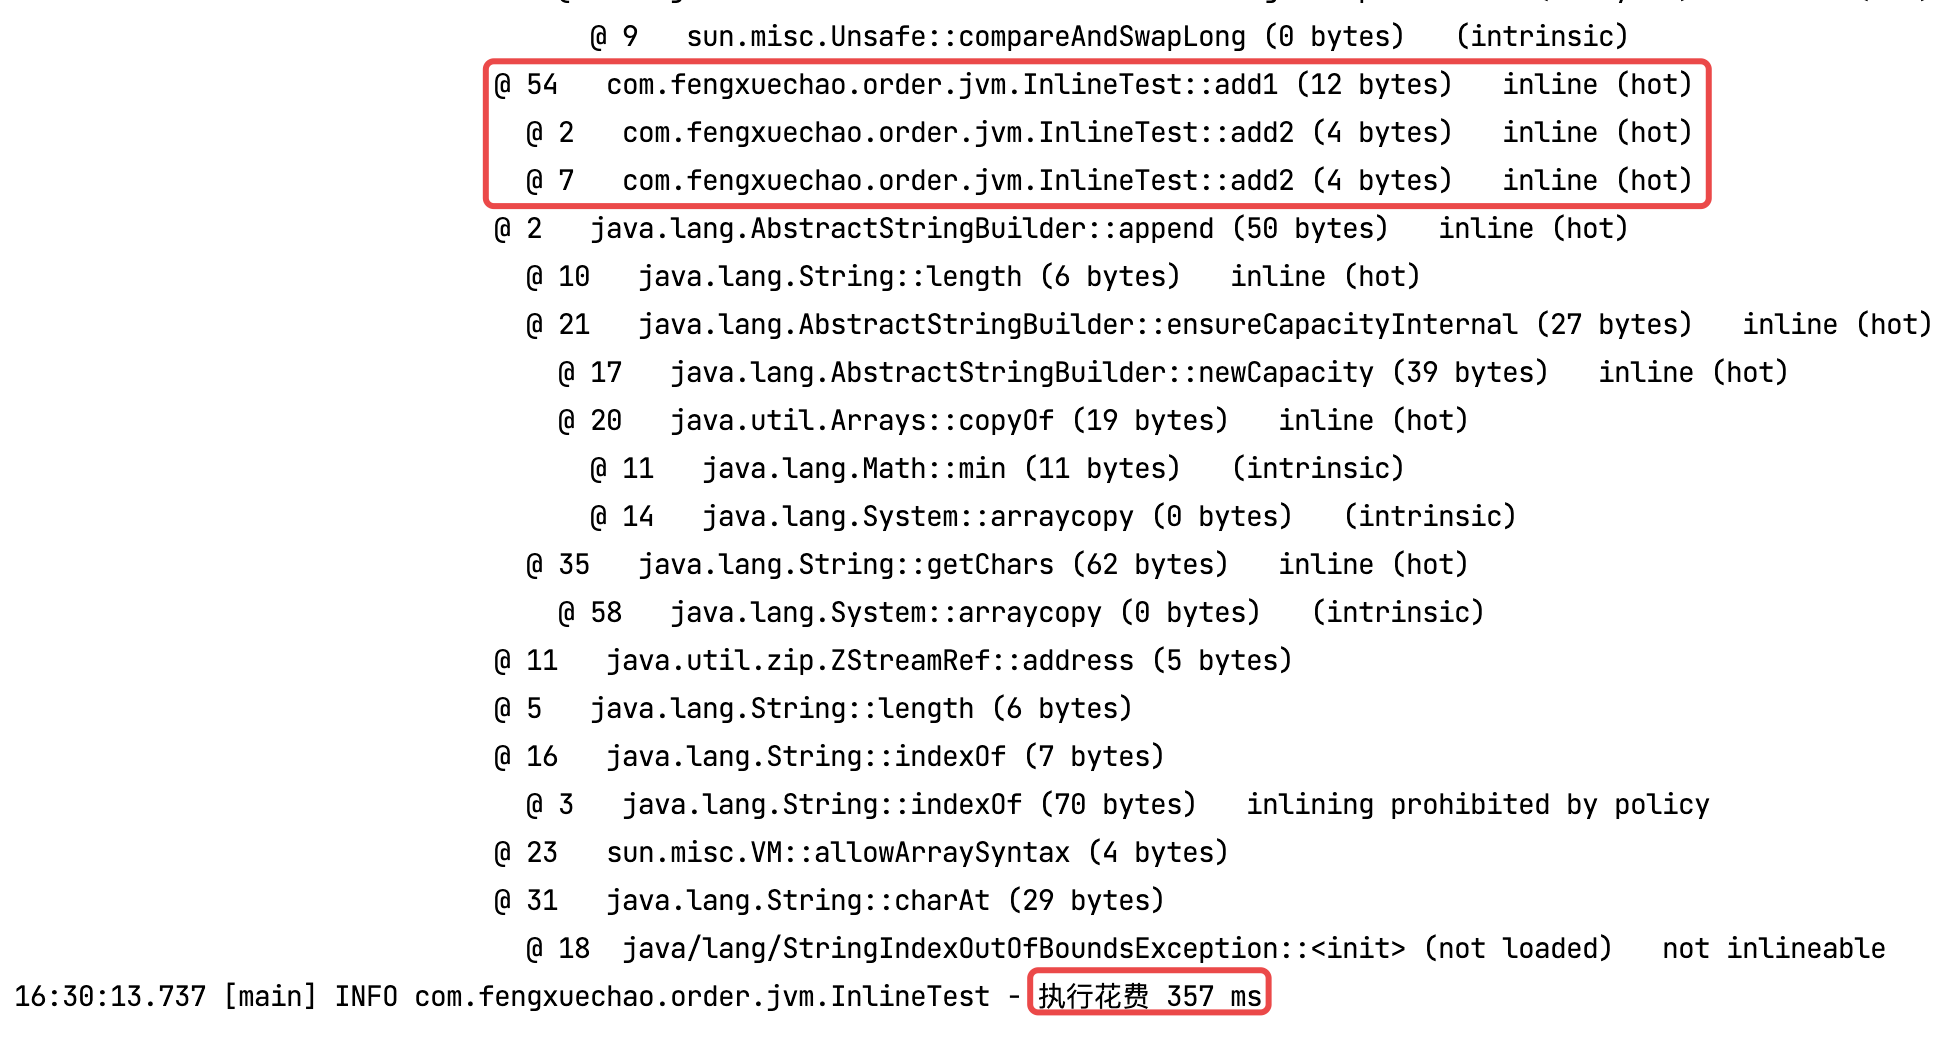 @ 9   sun.misc.Unsafe::compareAndSwapLong (0 bytes)   (intrinsic)
@ 54   com.fengxuechao.order.jvm.InlineTest::add1 (12 bytes)   inline (hot)
@ 2   com.fengxuechao.order.jvm.InlineTest::add2 (4 bytes)   inline (hot)
@ 7   com.fengxuechao.order.jvm.InlineTest::add2 (4 bytes)   inline (hot)
@ 2   java.lang.AbstractStringBuilder::append (50 bytes)   inline (hot)
@ 10   java.lang.String::length (6 bytes)   inline (hot)
@ 21   java.lang.AbstractStringBuilder::ensureCapacityInternal (27 bytes)   inline (hot)
@ 17   java.lang.AbstractStringBuilder::newCapacity (39 bytes)   inline (hot)
@ 20   java.util.Arrays::copyOf (19 bytes)   inline (hot)
@ 11   java.lang.Math::min (11 bytes)   (intrinsic)
@ 14   java.lang.System::arraycopy (0 bytes)   (intrinsic)
@ 35   java.lang.String::getChars (62 bytes)   inline (hot)
@ 58   java.lang.System::arraycopy (0 bytes)   (intrinsic)
@ 11   java.util.zip.ZStreamRef::address (5 bytes)
@ 5   java.lang.String::length (6 bytes)
@ 16   java.lang.String::indexOf (7 bytes)
@ 3   java.lang.String::indexOf (70 bytes)   inlining prohibited by policy
@ 23   sun.misc.VM::allowArraySyntax (4 bytes)
@ 31   java.lang.String::charAt (29 bytes)
@ 18  java/lang/StringIndexOutOfBoundsException::<init> (not loaded)   not inlineable
16:30:13.737 [main] INFO com.fengxuechao.order.jvm.InlineTest - 执行花费 357 ms